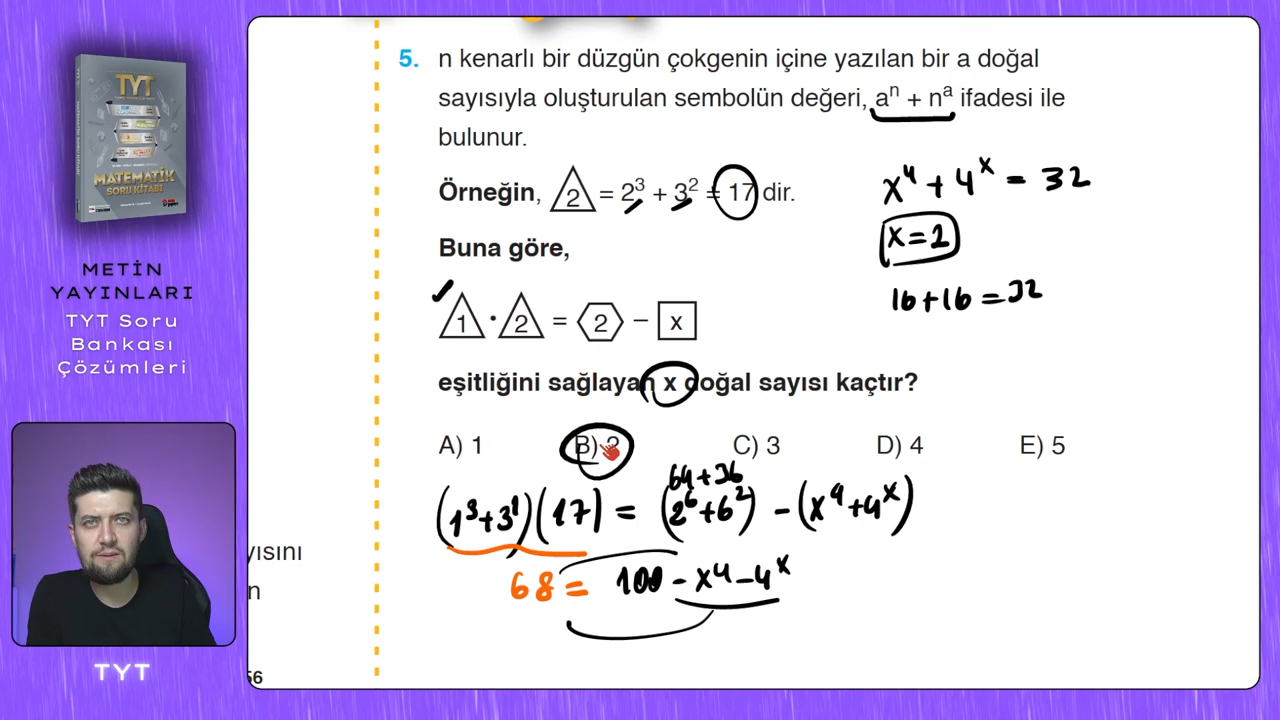 TYT
MATEMATİK
SORU KİTABI
METİN
YAYINLARI
TYT Soru
Bankası
Çözümleri
TYT
yısını
n
56
5. n kenarlı bir düzgün çokgenin içine yazılan bir a doğal
sayısıyla oluşturulan sembolün değeri, aⁿ + nᵃ ifadesi ile
bulunur.
Örneğin, 2 = 2³ + 3² = 17 dir.
Buna göre,
1 · 2 = 2 − x
eşitliğini sağlayan x doğal sayısı kaçtır?
A) 1 B) 2 C) 3 D) 4 E) 5
x⁴ + 4ˣ = 32
x = 2
16 + 16 = 32
64 + 36
(1³ + 3¹)(17) = (2⁶ + 6²) − (x⁴ + 4ˣ)
68 = 100 − x⁴ − 4ˣ